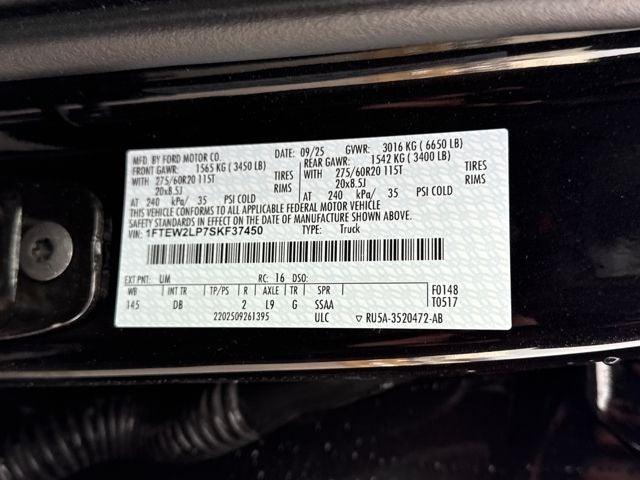 MFD. BY FORD MOTOR CO. DATE: 09/25 GVWR: 3016 KG ( 6650 LB)
FRONT GAWR: 1565 KG ( 3450 LB) REAR GAWR: 1542 KG ( 3400 LB)
WITH 275/60R20 115T TIRES WITH 275/60R20 115T TIRES
20x8.5J RIMS 20x8.5J RIMS
AT 240 kPa/ 35 PSI COLD AT 240 kPa/ 35 PSI COLD
THIS VEHICLE CONFORMS TO ALL APPLICABLE FEDERAL MOTOR VEHICLE
SAFETY STANDARDS IN EFFECT ON THE DATE OF MANUFACTURE SHOWN ABOVE.
VIN: 1FTEW2LP7SKF37450 TYPE: Truck
EXT PNT: UM RC: 16 DSO:
WB INT TR TP/PS R AXLE TR SPR F0148
145 DB 2 L9 G SSAA T0517
2202509261395 ULC ▽ RU5A-3520472-AB